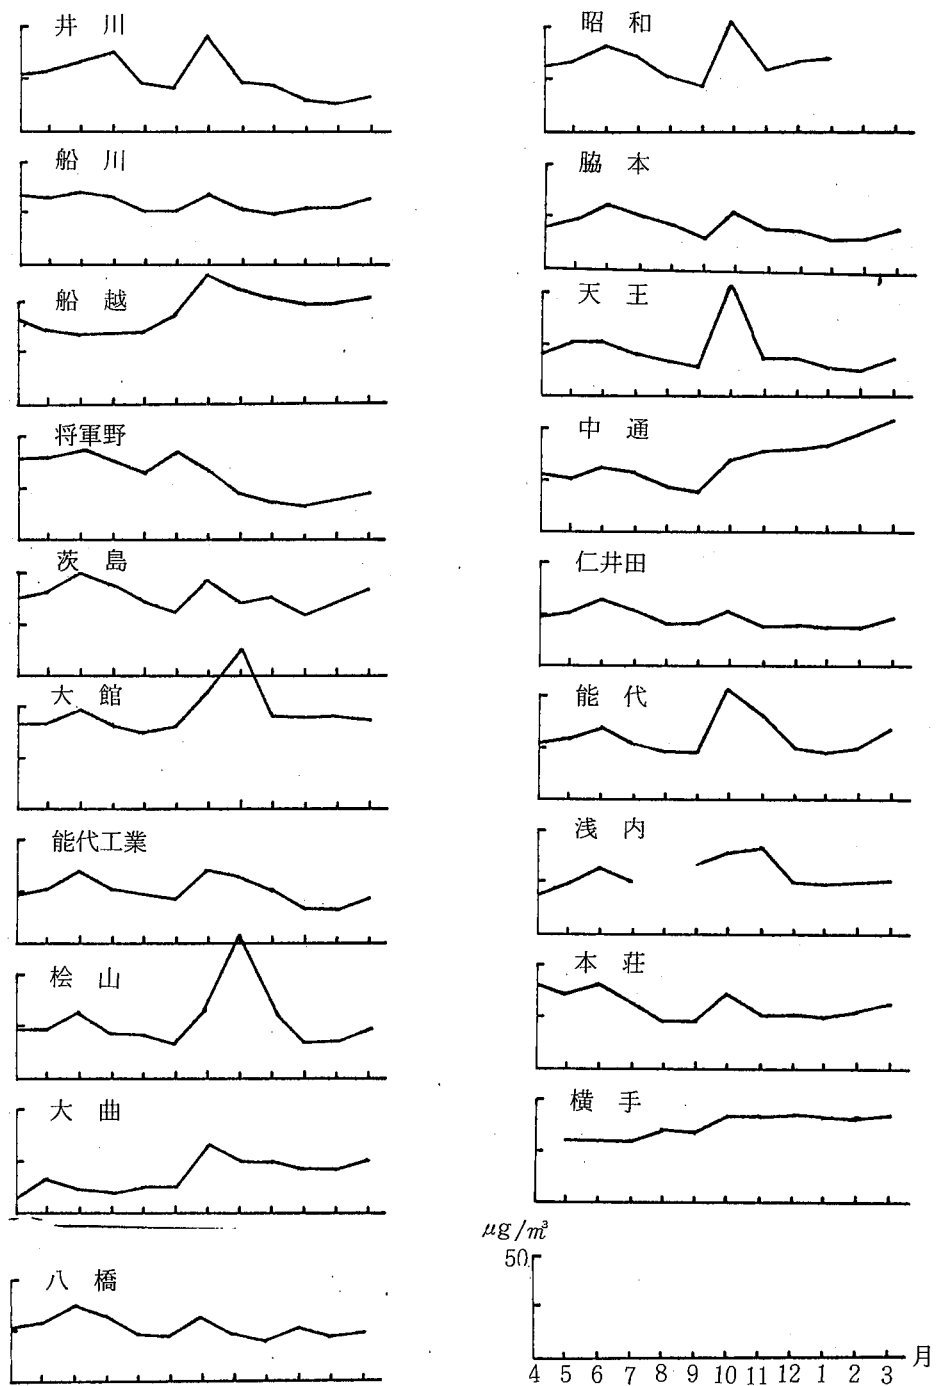 井川
船川
船越
将軍野
茨島
大館
能代工業
桧山
大曲
八橋
昭和
脇本
天王
中通
仁井田
能代
浅内
本荘
横手
μg/m³
50
4 5 6 7 8 9 10 11 12 1 2 3 月